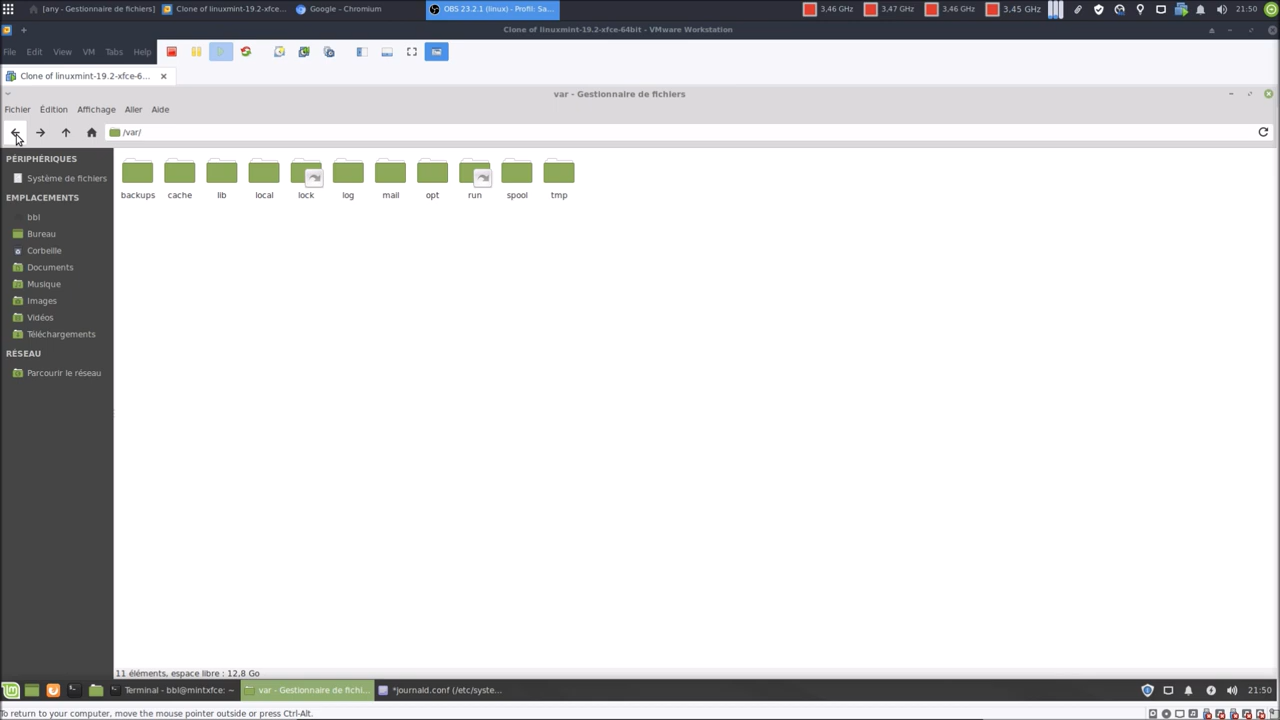 [any - Gestionnaire de fichiers] Clone of linuxmint-19.2-xfce... Google - Chromium OBS 23.2.1 (linux) - Profil: Sa... 3,46 GHz 3,47 GHz 3,46 GHz 3,45 GHz 21:50
Clone of linuxmint-19.2-xfce-64bit - VMware Workstation
File Edit View VM Tabs Help
Clone of linuxmint-19.2-xfce-6...
var - Gestionnaire de fichiers
Fichier Édition Affichage Aller Aide
/var/
PÉRIPHÉRIQUES
Système de fichiers
EMPLACEMENTS
bbl
Bureau
Corbeille
Documents
Musique
Images
Vidéos
Téléchargements
RÉSEAU
Parcourir le réseau
backups cache lib local lock log mail opt run spool tmp
11 éléments, espace libre : 12,8 Go
Terminal - bbl@mintxfce: ~ var - Gestionnaire de fichi... *journald.conf (/etc/syste... 21:50
To return to your computer, move the mouse pointer outside or press Ctrl-Alt.